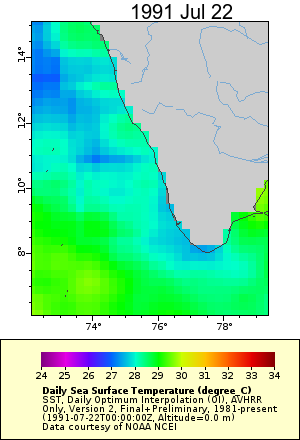 1991 Jul 22
14°
12°
10°
8°
74° 76° 78°
24 25 26 27 28 29 30 31 32 33 34
Daily Sea Surface Temperature (degree_C)
SST, Daily Optimum Interpolation (OI), AVHRR
Only, Version 2, Final+Preliminary, 1981-present
(1991-07-22T00:00:00Z, Altitude=0.0 m)
Data courtesy of NOAA NCEI